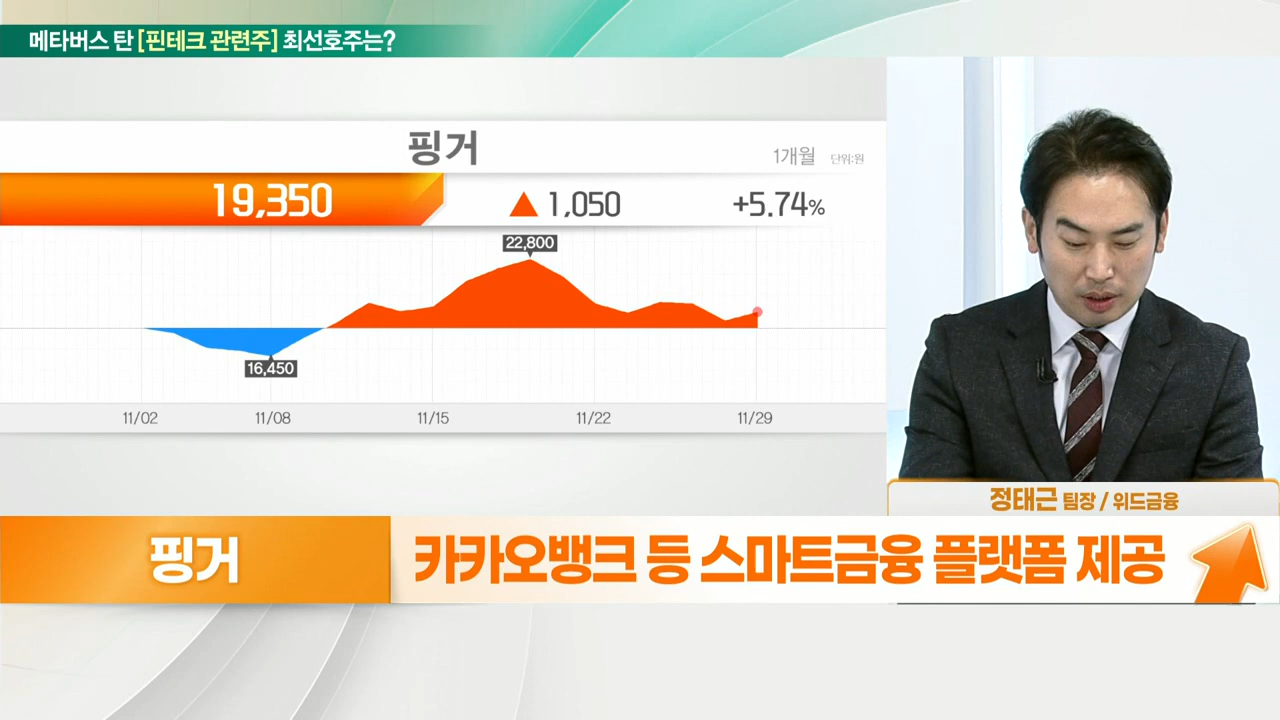 메타버스 탄 [핀테크 관련주] 최선호주는?
핑거
1개월 단위:원
19,350 ▲ 1,050 +5.74%
22,800
16,450
11/02 11/08 11/15 11/22 11/29
정태근 팀장 / 위드금융
핑거 카카오뱅크 등 스마트금융 플랫폼 제공